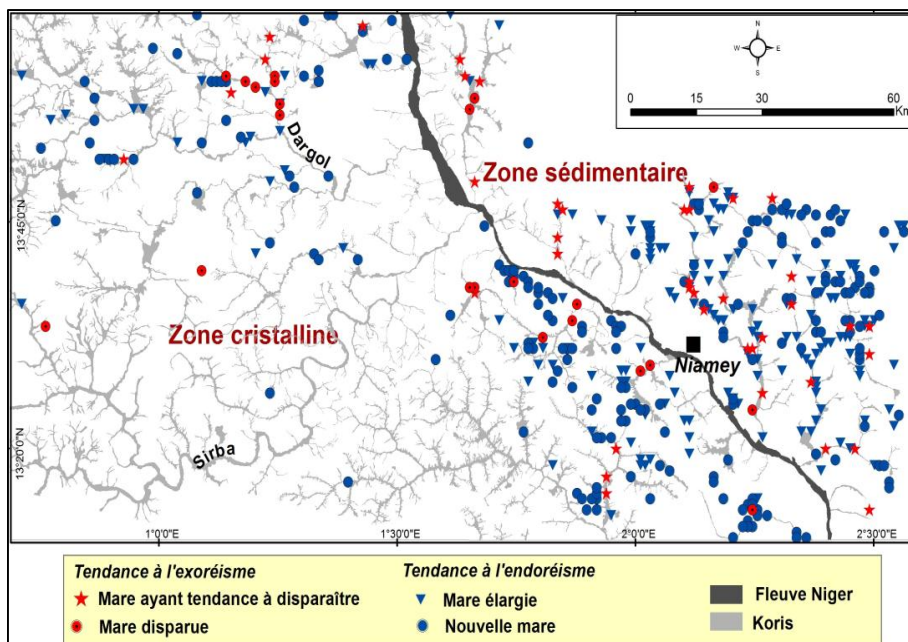 N
W E
S
0 15 30 60
Km
Dargol
Zone sédimentaire
13°45'0"N
Zone cristalline
Niamey
13°20'0"N
Sirba
1°0'0"E 1°30'0"E 2°0'0"E 2°30'0"E
Tendance à l'exoréisme
Mare ayant tendance à disparaître
Mare disparue
Tendance à l'endoréisme
Mare élargie
Nouvelle mare
Fleuve Niger
Koris